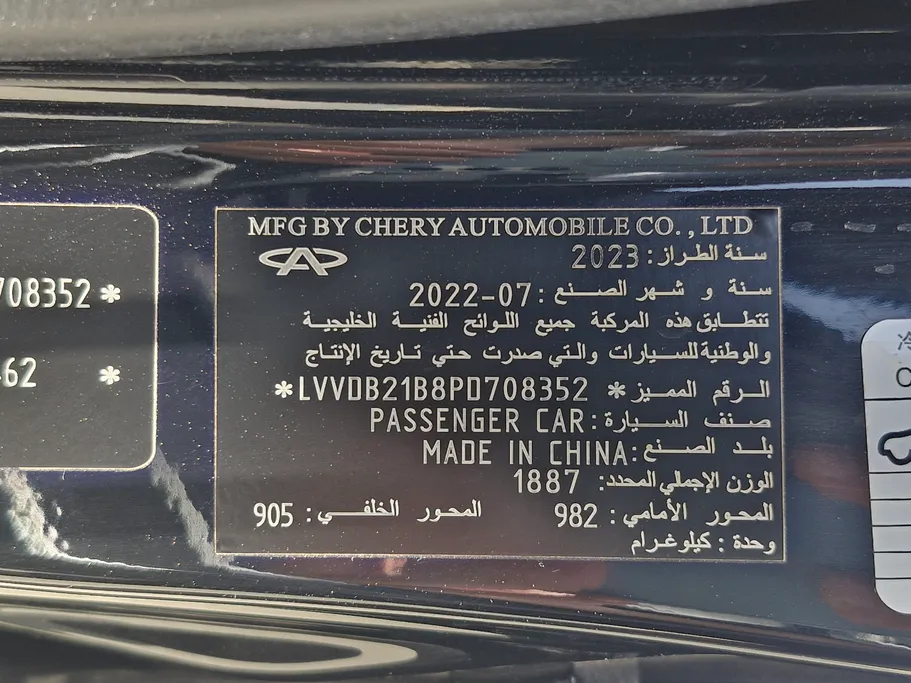 MFG BY CHERY AUTOMOBILE CO. , LTD
سنة الطراز: 2023
سنة و شهر الصنع : 2022-07
تتطابق هذه المركبة جميع اللوائح الفنية الخليجية
والوطنية للسيارات والتي صدرت حتي تاريخ الإنتاج
الرقم المميز* LVVDB21B8PD708352*
صنف السيارة: PASSENGER CAR
بلد الصنع: MADE IN CHINA
الوزن الإجمالي المحدد: 1887
المحور الأمامي: 982 المحور الخلفي: 905
وحدة : كيلوغرام
708352*
62 *